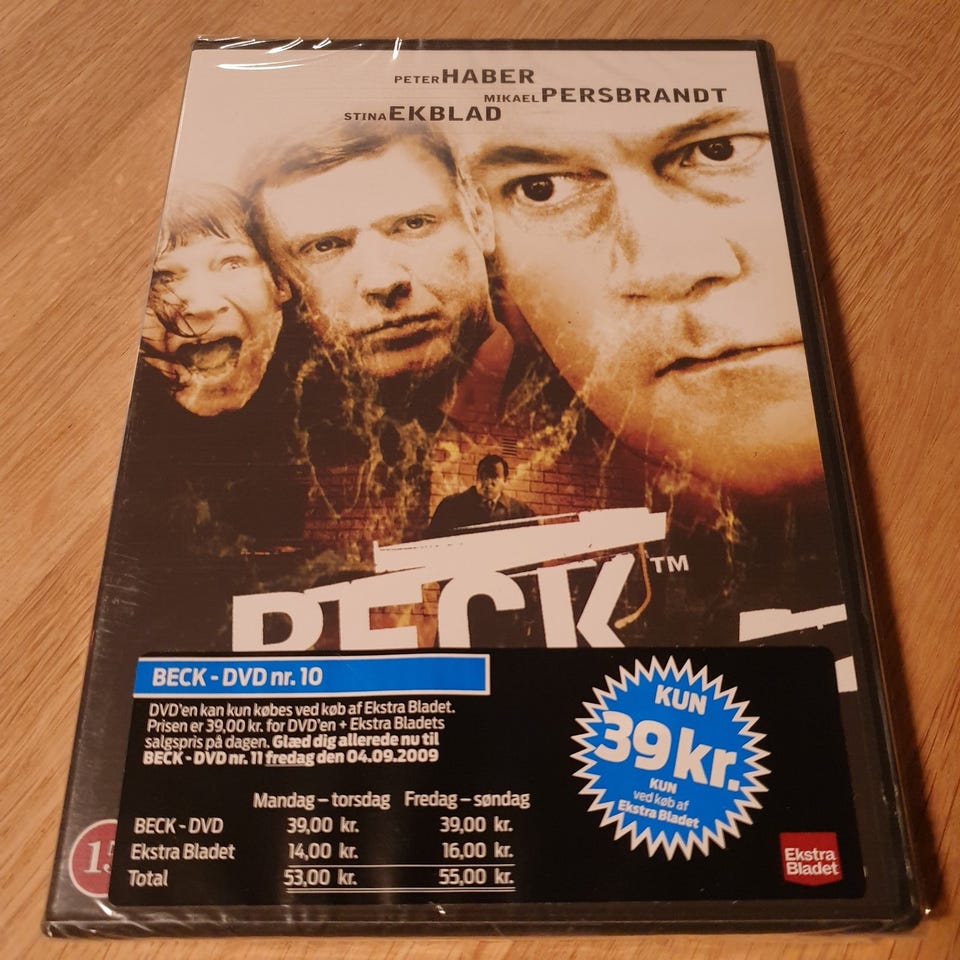 PETER HABER
MIKAEL PERSBRANDT
STINA EKBLAD
BECK™
BECK - DVD nr. 10
DVD'en kan kun købes ved køb af Ekstra Bladet.
Prisen er 39,00 kr. for DVD'en + Ekstra Bladets
salgspris på dagen. Glæd dig allerede nu til
BECK - DVD nr. 11 fredag den 04.09.2009
KUN
39 kr.
KUN
ved køb af
Ekstra Bladet
Mandag – torsdag Fredag – søndag
BECK - DVD 39,00 kr. 39,00 kr.
Ekstra Bladet 14,00 kr. 16,00 kr.
Total 53,00 kr. 55,00 kr.
Ekstra
Bladet